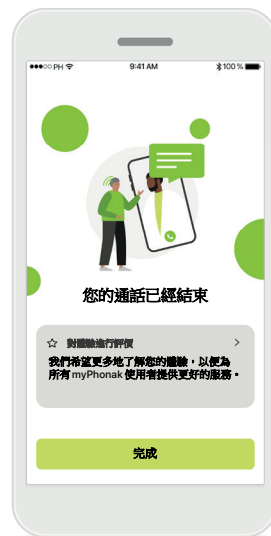 ●●●○○ PH 9:41 AM 100 %
您的通話已經結束
☆ 對體驗進行評價 >
我們希望更多地了解您的體驗，以便為
所有 myPhonak 使用者提供更好的服務。
完成